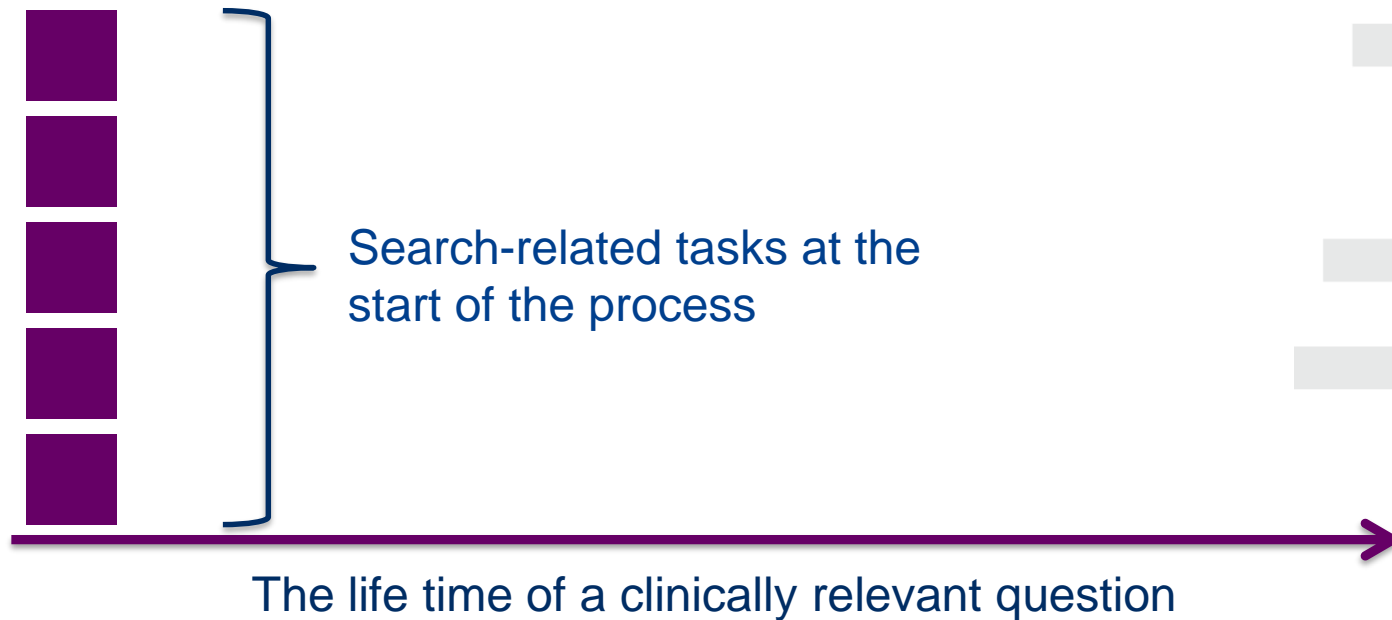 Search-related tasks at the
start of the process
The life time of a clinically relevant question